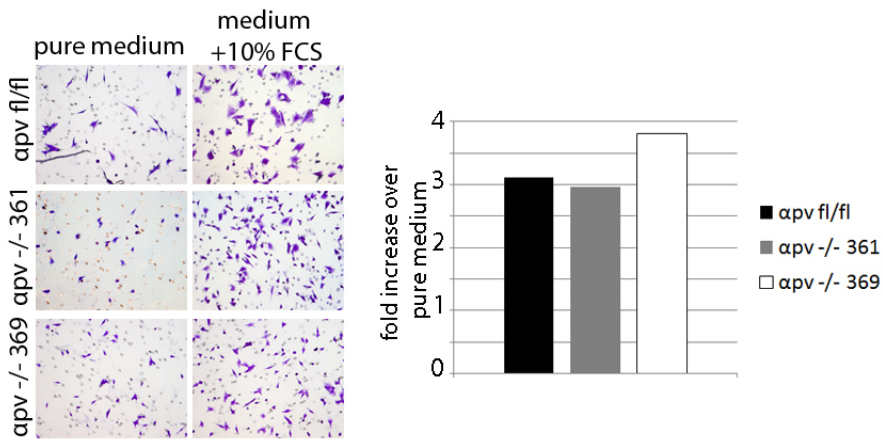 pure medium
medium
+10% FCS
αpv fl/fl
αpv -/- 361
αpv -/- 369
fold increase over
pure medium
4
3
2
1
0
αpv fl/fl
αpv -/- 361
αpv -/- 369